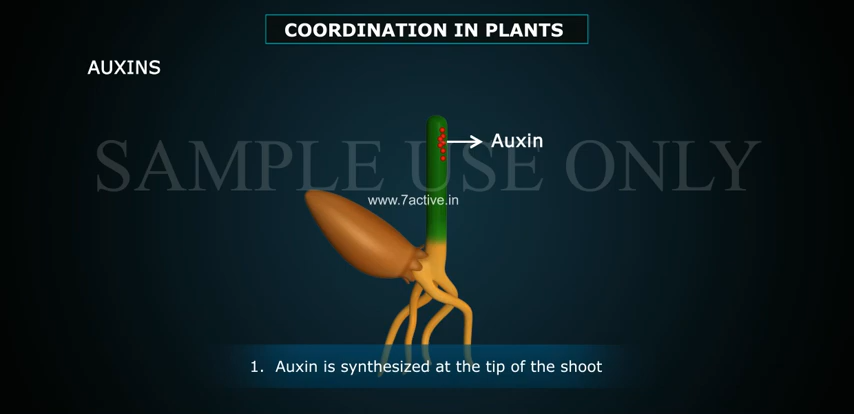 COORDINATION IN PLANTS
AUXINS
Auxin
SAMPLE USE ONLY
www.7active.in
1. Auxin is synthesized at the tip of the shoot